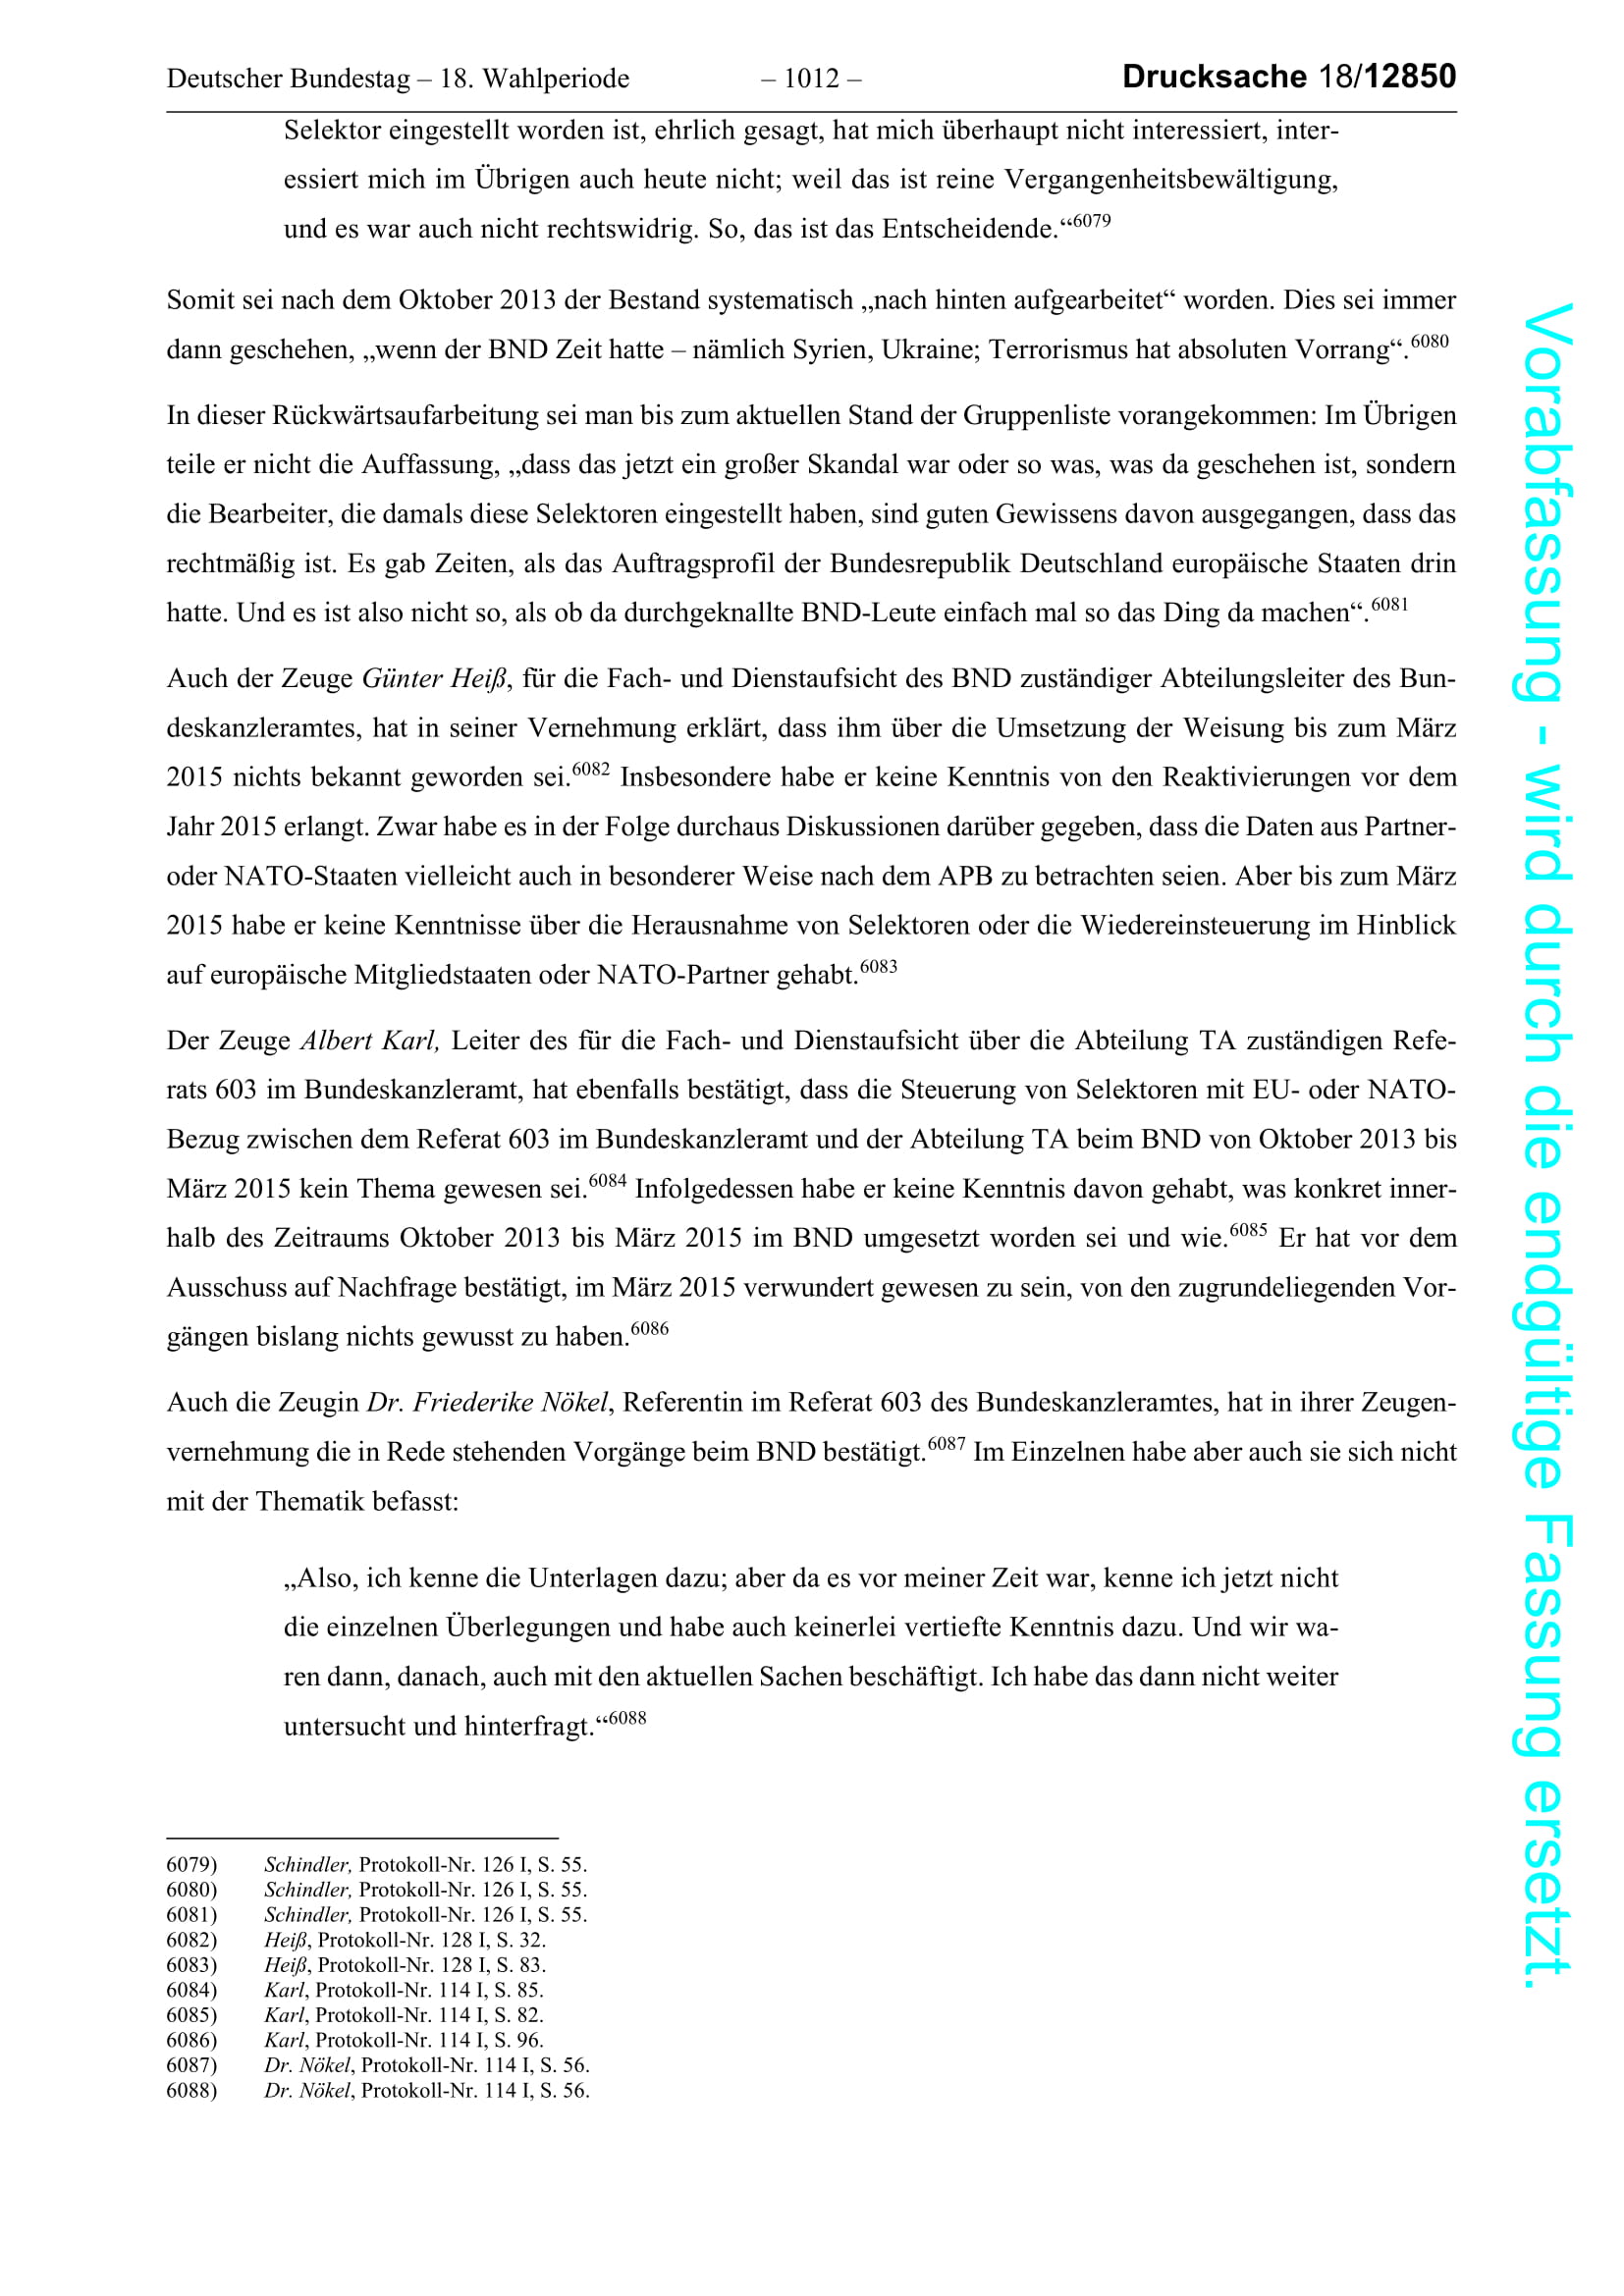 Deutscher Bundestag – 18. Wahlperiode – 1012 – Drucksache 18/12850
Selektor eingestellt worden ist, ehrlich gesagt, hat mich überhaupt nicht interessiert, inter-
essiert mich im Übrigen auch heute nicht; weil das ist reine Vergangenheitsbewältigung,
und es war auch nicht rechtswidrig. So, das ist das Entscheidende.“6079
Somit sei nach dem Oktober 2013 der Bestand systematisch „nach hinten aufgearbeitet“ worden. Dies sei immer
dann geschehen, „wenn der BND Zeit hatte – nämlich Syrien, Ukraine; Terrorismus hat absoluten Vorrang“.6080
In dieser Rückwärtsaufarbeitung sei man bis zum aktuellen Stand der Gruppenliste vorangekommen: Im Übrigen
teile er nicht die Auffassung, „dass das jetzt ein großer Skandal war oder so was, was da geschehen ist, sondern
die Bearbeiter, die damals diese Selektoren eingestellt haben, sind guten Gewissens davon ausgegangen, dass das
rechtmäßig ist. Es gab Zeiten, als das Auftragsprofil der Bundesrepublik Deutschland europäische Staaten drin
hatte. Und es ist also nicht so, als ob da durchgeknallte BND-Leute einfach mal so das Ding da machen“.6081
Auch der Zeuge Günter Heiß, für die Fach- und Dienstaufsicht des BND zuständiger Abteilungsleiter des Bun-
deskanzleramtes, hat in seiner Vernehmung erklärt, dass ihm über die Umsetzung der Weisung bis zum März
2015 nichts bekannt geworden sei.6082 Insbesondere habe er keine Kenntnis von den Reaktivierungen vor dem
Jahr 2015 erlangt. Zwar habe es in der Folge durchaus Diskussionen darüber gegeben, dass die Daten aus Partner-
oder NATO-Staaten vielleicht auch in besonderer Weise nach dem APB zu betrachten seien. Aber bis zum März
2015 habe er keine Kenntnisse über die Herausnahme von Selektoren oder die Wiedereinsteuerung im Hinblick
auf europäische Mitgliedstaaten oder NATO-Partner gehabt.6083
Der Zeuge Albert Karl, Leiter des für die Fach- und Dienstaufsicht über die Abteilung TA zuständigen Refe-
rats 603 im Bundeskanzleramt, hat ebenfalls bestätigt, dass die Steuerung von Selektoren mit EU- oder NATO-
Bezug zwischen dem Referat 603 im Bundeskanzleramt und der Abteilung TA beim BND von Oktober 2013 bis
März 2015 kein Thema gewesen sei.6084 Infolgedessen habe er keine Kenntnis davon gehabt, was konkret inner-
halb des Zeitraums Oktober 2013 bis März 2015 im BND umgesetzt worden sei und wie.6085 Er hat vor dem
Ausschuss auf Nachfrage bestätigt, im März 2015 verwundert gewesen zu sein, von den zugrundeliegenden Vor-
gängen bislang nichts gewusst zu haben.6086
Auch die Zeugin Dr. Friederike Nökel, Referentin im Referat 603 des Bundeskanzleramtes, hat in ihrer Zeugen-
vernehmung die in Rede stehenden Vorgänge beim BND bestätigt.6087 Im Einzelnen habe aber auch sie sich nicht
mit der Thematik befasst:
„Also, ich kenne die Unterlagen dazu; aber da es vor meiner Zeit war, kenne ich jetzt nicht
die einzelnen Überlegungen und habe auch keinerlei vertiefte Kenntnis dazu. Und wir wa-
ren dann, danach, auch mit den aktuellen Sachen beschäftigt. Ich habe das dann nicht weiter
untersucht und hinterfragt.“6088
6079) Schindler, Protokoll-Nr. 126 I, S. 55.
6080) Schindler, Protokoll-Nr. 126 I, S. 55.
6081) Schindler, Protokoll-Nr. 126 I, S. 55.
6082) Heiß, Protokoll-Nr. 128 I, S. 32.
6083) Heiß, Protokoll-Nr. 128 I, S. 83.
6084) Karl, Protokoll-Nr. 114 I, S. 85.
6085) Karl, Protokoll-Nr. 114 I, S. 82.
6086) Karl, Protokoll-Nr. 114 I, S. 96.
6087) Dr. Nökel, Protokoll-Nr. 114 I, S. 56.
6088) Dr. Nökel, Protokoll-Nr. 114 I, S. 56.
Vorabfassung - wird durch die endgültige Fassung ersetzt.